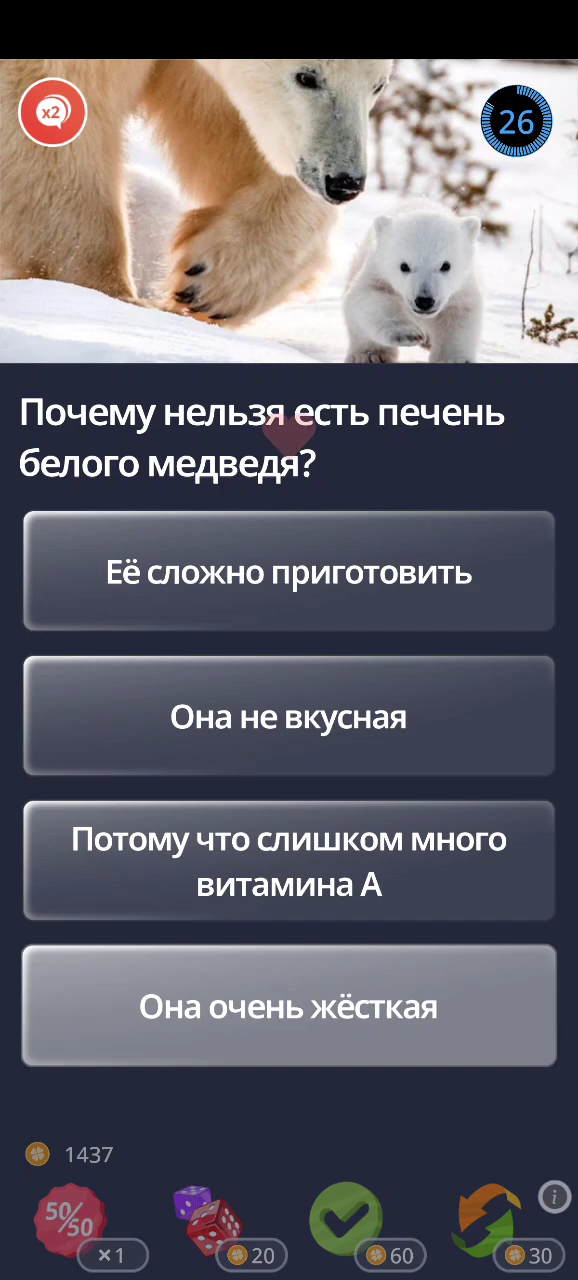 x2
26
Почему нельзя есть печень
белого медведя?
Её сложно приготовить
Она не вкусная
Потому что слишком много
витамина А
Она очень жёсткая
1437
50/50
×1
20
60
30
i